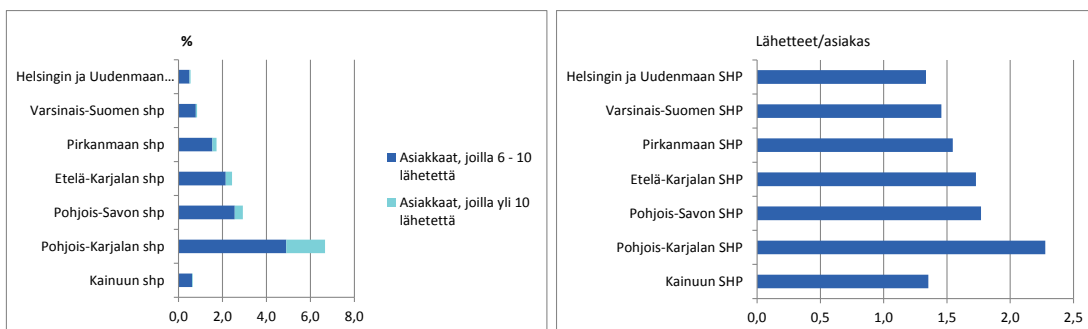 %
Helsingin ja Uudenmaan...
Varsinais-Suomen shp
Pirkanmaan shp
Etelä-Karjalan shp
Pohjois-Savon shp
Pohjois-Karjalan shp
Kainuun shp
0,0 2,0 4,0 6,0 8,0
Asiakkaat, joilla 6 - 10
lähetettä
Asiakkaat, joilla yli 10
lähetettä
Lähetteet/asiakas
Helsingin ja Uudenmaan SHP
Varsinais-Suomen SHP
Pirkanmaan SHP
Etelä-Karjalan SHP
Pohjois-Savon SHP
Pohjois-Karjalan SHP
Kainuun SHP
0,0 0,5 1,0 1,5 2,0 2,5